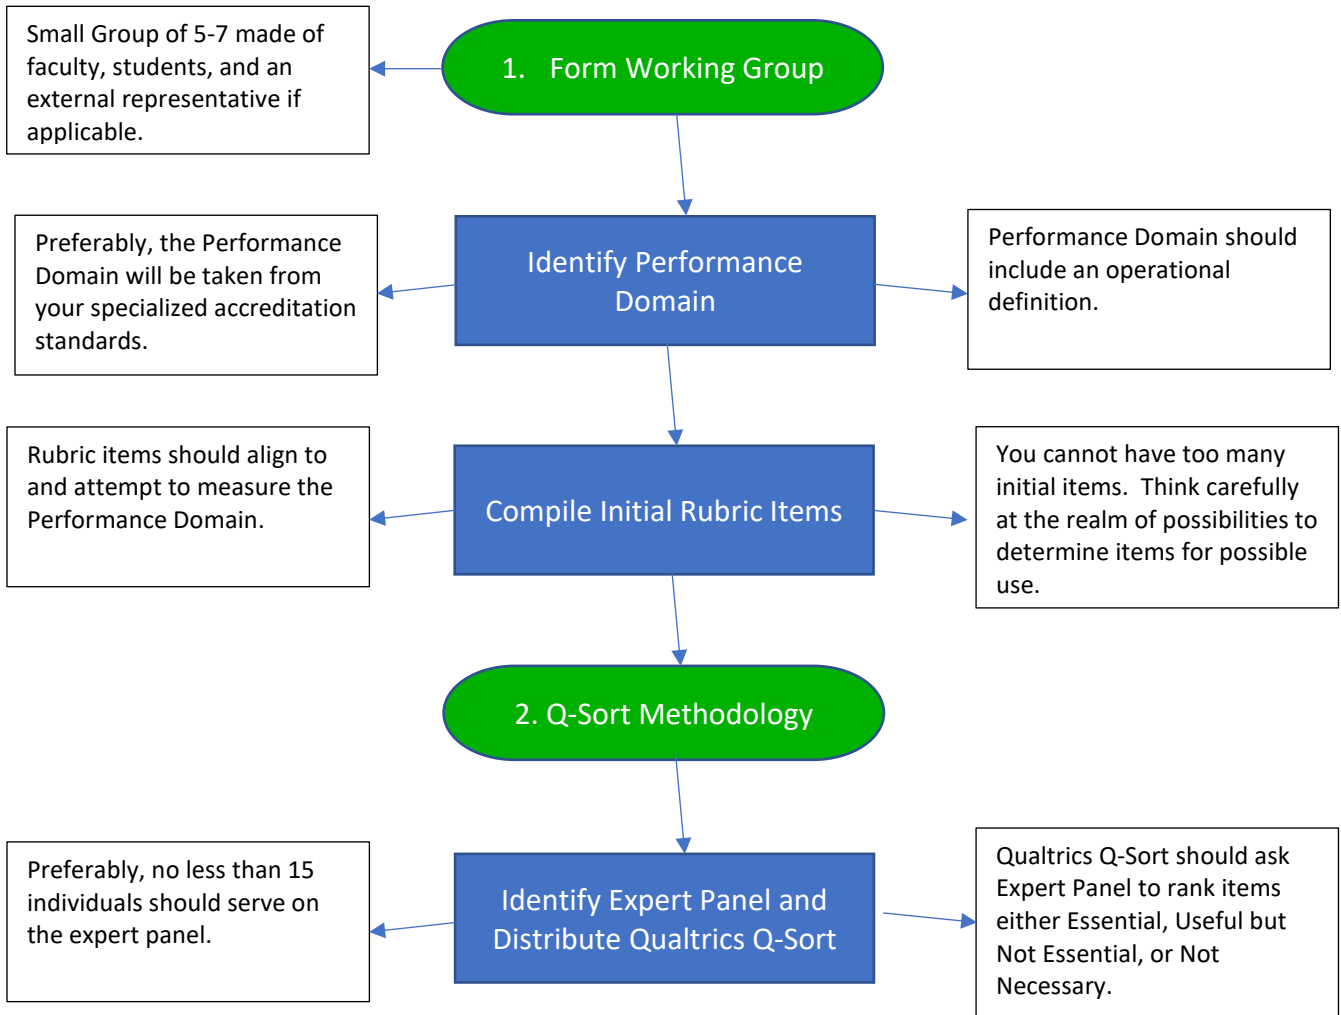 Small Group of 5-7 made of
faculty, students, and an
external representative if
applicable.
1. Form Working Group
Preferably, the Performance
Domain will be taken from
your specialized accreditation
standards.
Identify Performance
Domain
Performance Domain should
include an operational
definition.
Rubric items should align to
and attempt to measure the
Performance Domain.
Compile Initial Rubric Items
You cannot have too many
initial items. Think carefully
at the realm of possibilities to
determine items for possible
use.
2. Q-Sort Methodology
Preferably, no less than 15
individuals should serve on
the expert panel.
Identify Expert Panel and
Distribute Qualtrics Q-Sort
Qualtrics Q-Sort should ask
Expert Panel to rank items
either Essential, Useful but
Not Essential, or Not
Necessary.